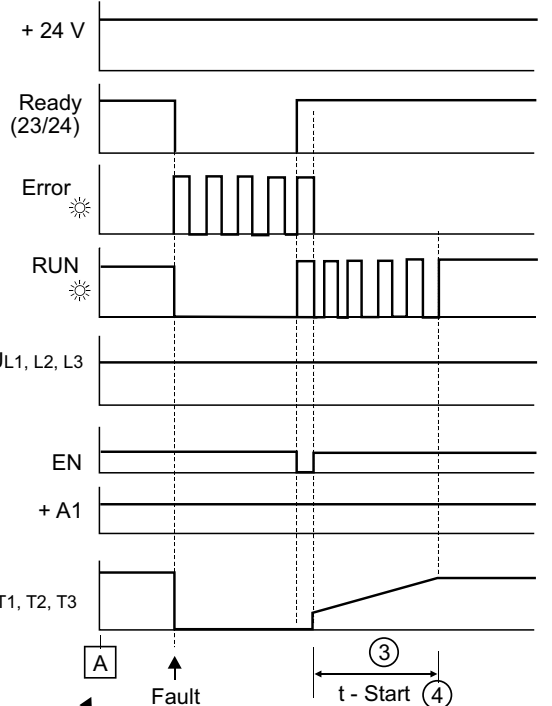 + 24 V
Ready
(23/24)
Error
RUN
L1, L2, L3
EN
+ A1
T1, T2, T3
A
3
Fault
t - Start 4